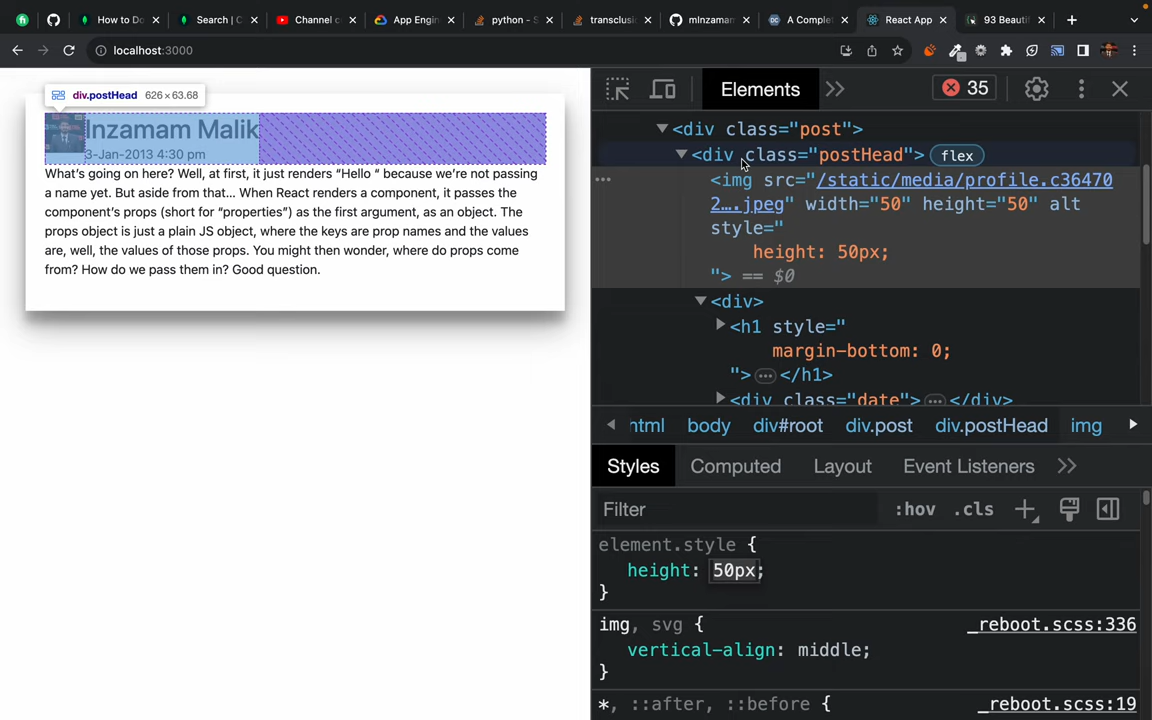 How to Do
Search | C
Channel c
App Engin
python - S
transclusio
mInzamam
A Complet
React App
93 Beauti
localhost:3000
div.postHead 626 × 63.68
Inzamam Malik
3-Jan-2013 4:30 pm
What's going on here? Well, at first, it just renders “Hello “ because we're not passing
a name yet. But aside from that... When React renders a component, it passes the
component's props (short for “properties”) as the first argument, as an object. The
props object is just a plain JS object, where the keys are prop names and the values
are, well, the values of those props. You might then wonder, where do props come
from? How do we pass them in? Good question.
Elements
35
<div class="post">
<div class="postHead"> flex
<img src="/static/media/profile.c36470
2….jpeg" width="50" height="50" alt
style="
height: 50px;
"> == $0
<div>
<h1 style="
margin-bottom: 0;
"> … </h1>
<div class="date"> … </div>
html body div#root div.post div.postHead img
Styles Computed Layout Event Listeners
Filter :hov .cls
element.style {
height: 50px;
}
img, svg { _reboot.scss:336
vertical-align: middle;
}
*, ::after, ::before { _reboot.scss:19